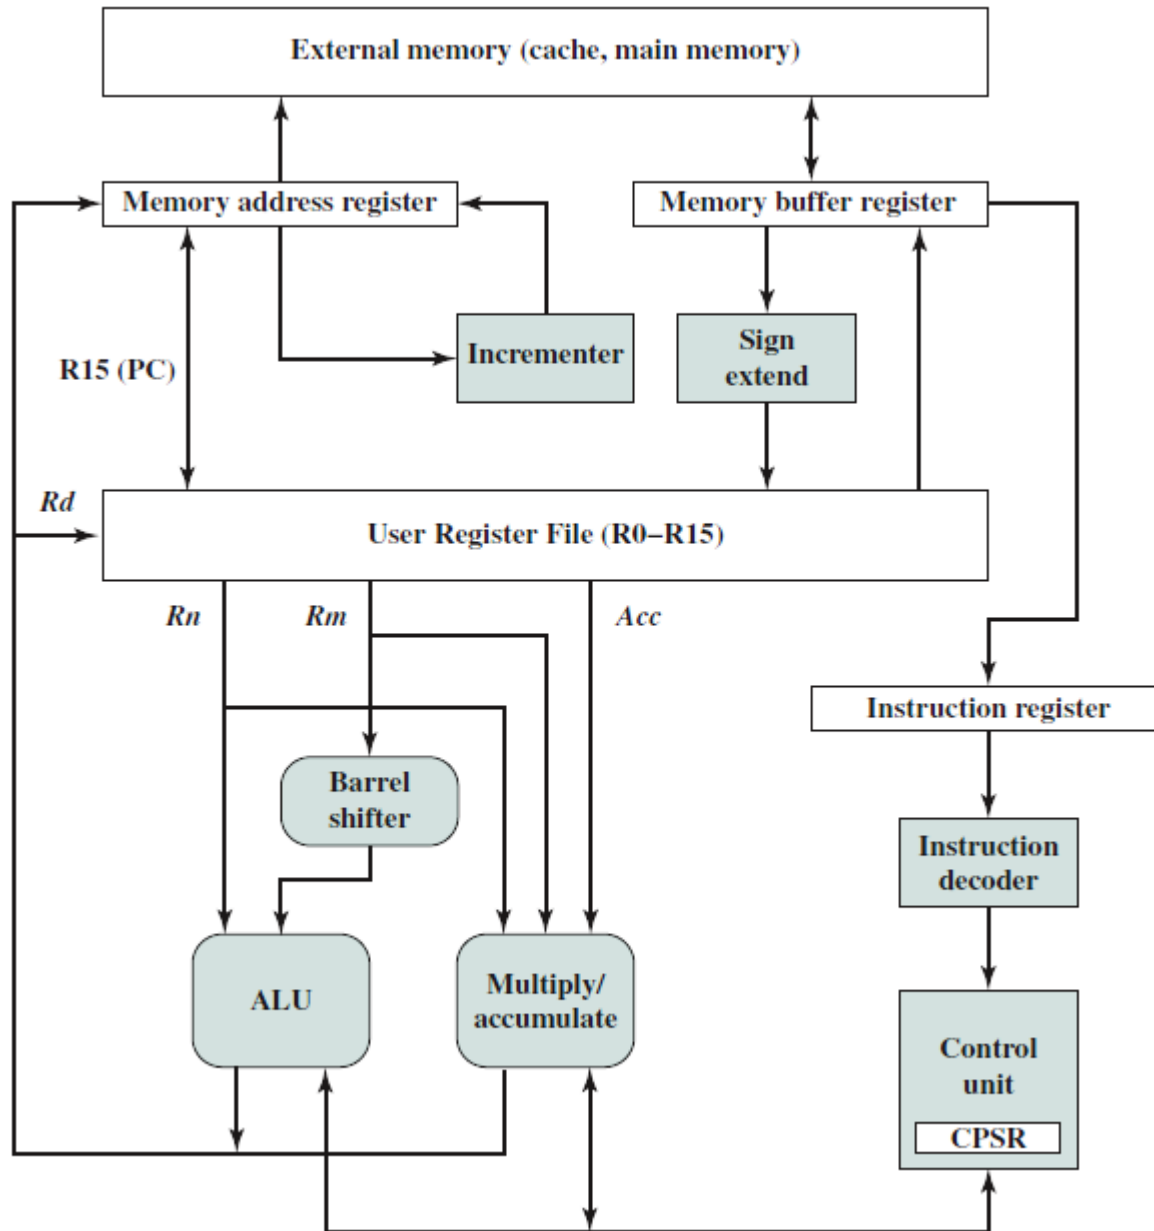 External memory (cache, main memory)
Memory address register
Memory buffer register
Incrementer
Sign
extend
R15 (PC)
Rd
User Register File (R0–R15)
Rn
Rm
Acc
Instruction register
Barrel
shifter
Instruction
decoder
ALU
Multiply/
accumulate
Control
unit
CPSR